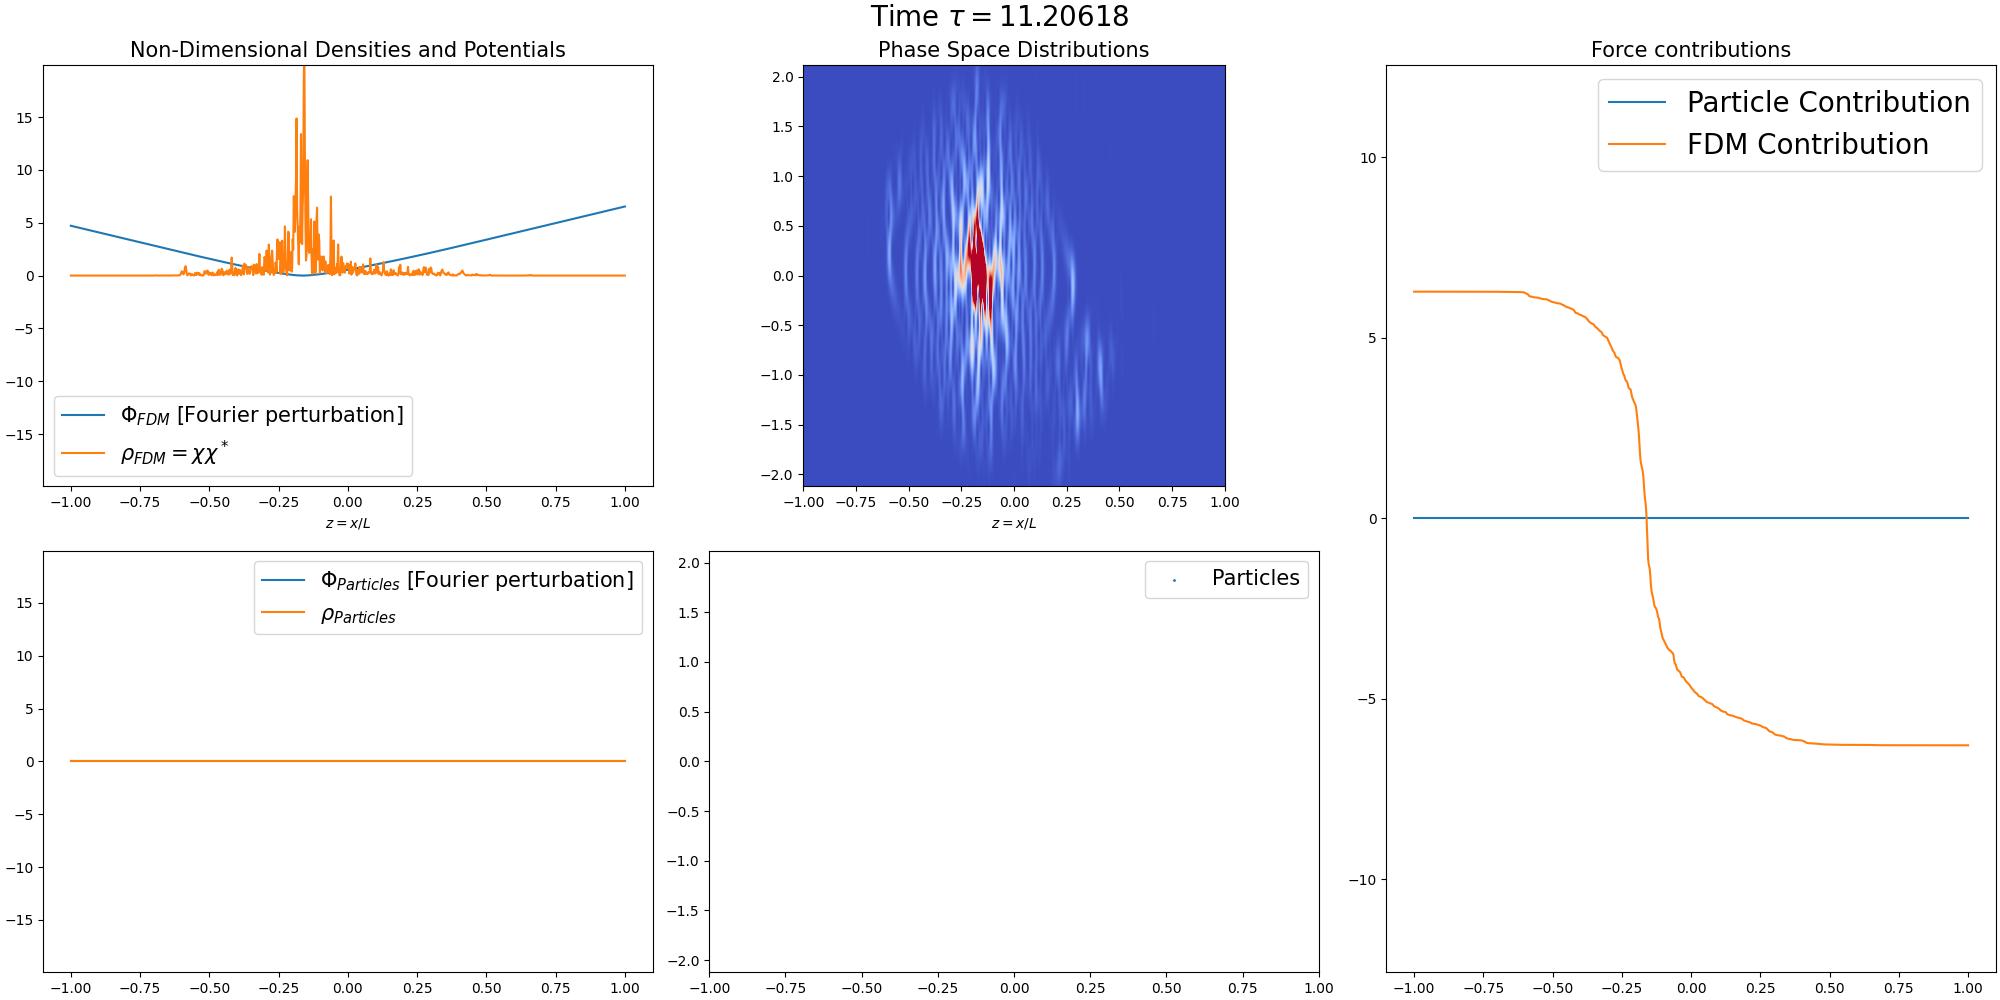 Time τ = 11.20618
Non-Dimensional Densities and Potentials
15
10
5
0
−5
−10
−15
Φ_FDM [Fourier perturbation]
ρ_FDM = χχ*
−1.00 −0.75 −0.50 −0.25 0.00 0.25 0.50 0.75 1.00
z = x/L
Phase Space Distributions
2.0
1.5
1.0
0.5
0.0
−0.5
−1.0
−1.5
−2.0
−1.00 −0.75 −0.50 −0.25 0.00 0.25 0.50 0.75 1.00
z = x/L
Force contributions
Particle Contribution
FDM Contribution
10
5
0
−5
−10
−1.00 −0.75 −0.50 −0.25 0.00 0.25 0.50 0.75 1.00
Φ_Particles [Fourier perturbation]
ρ_Particles
15
10
5
0
−5
−10
−15
−1.00 −0.75 −0.50 −0.25 0.00 0.25 0.50 0.75 1.00
Particles
2.0
1.5
1.0
0.5
0.0
−0.5
−1.0
−1.5
−2.0
−1.00 −0.75 −0.50 −0.25 0.00 0.25 0.50 0.75 1.00